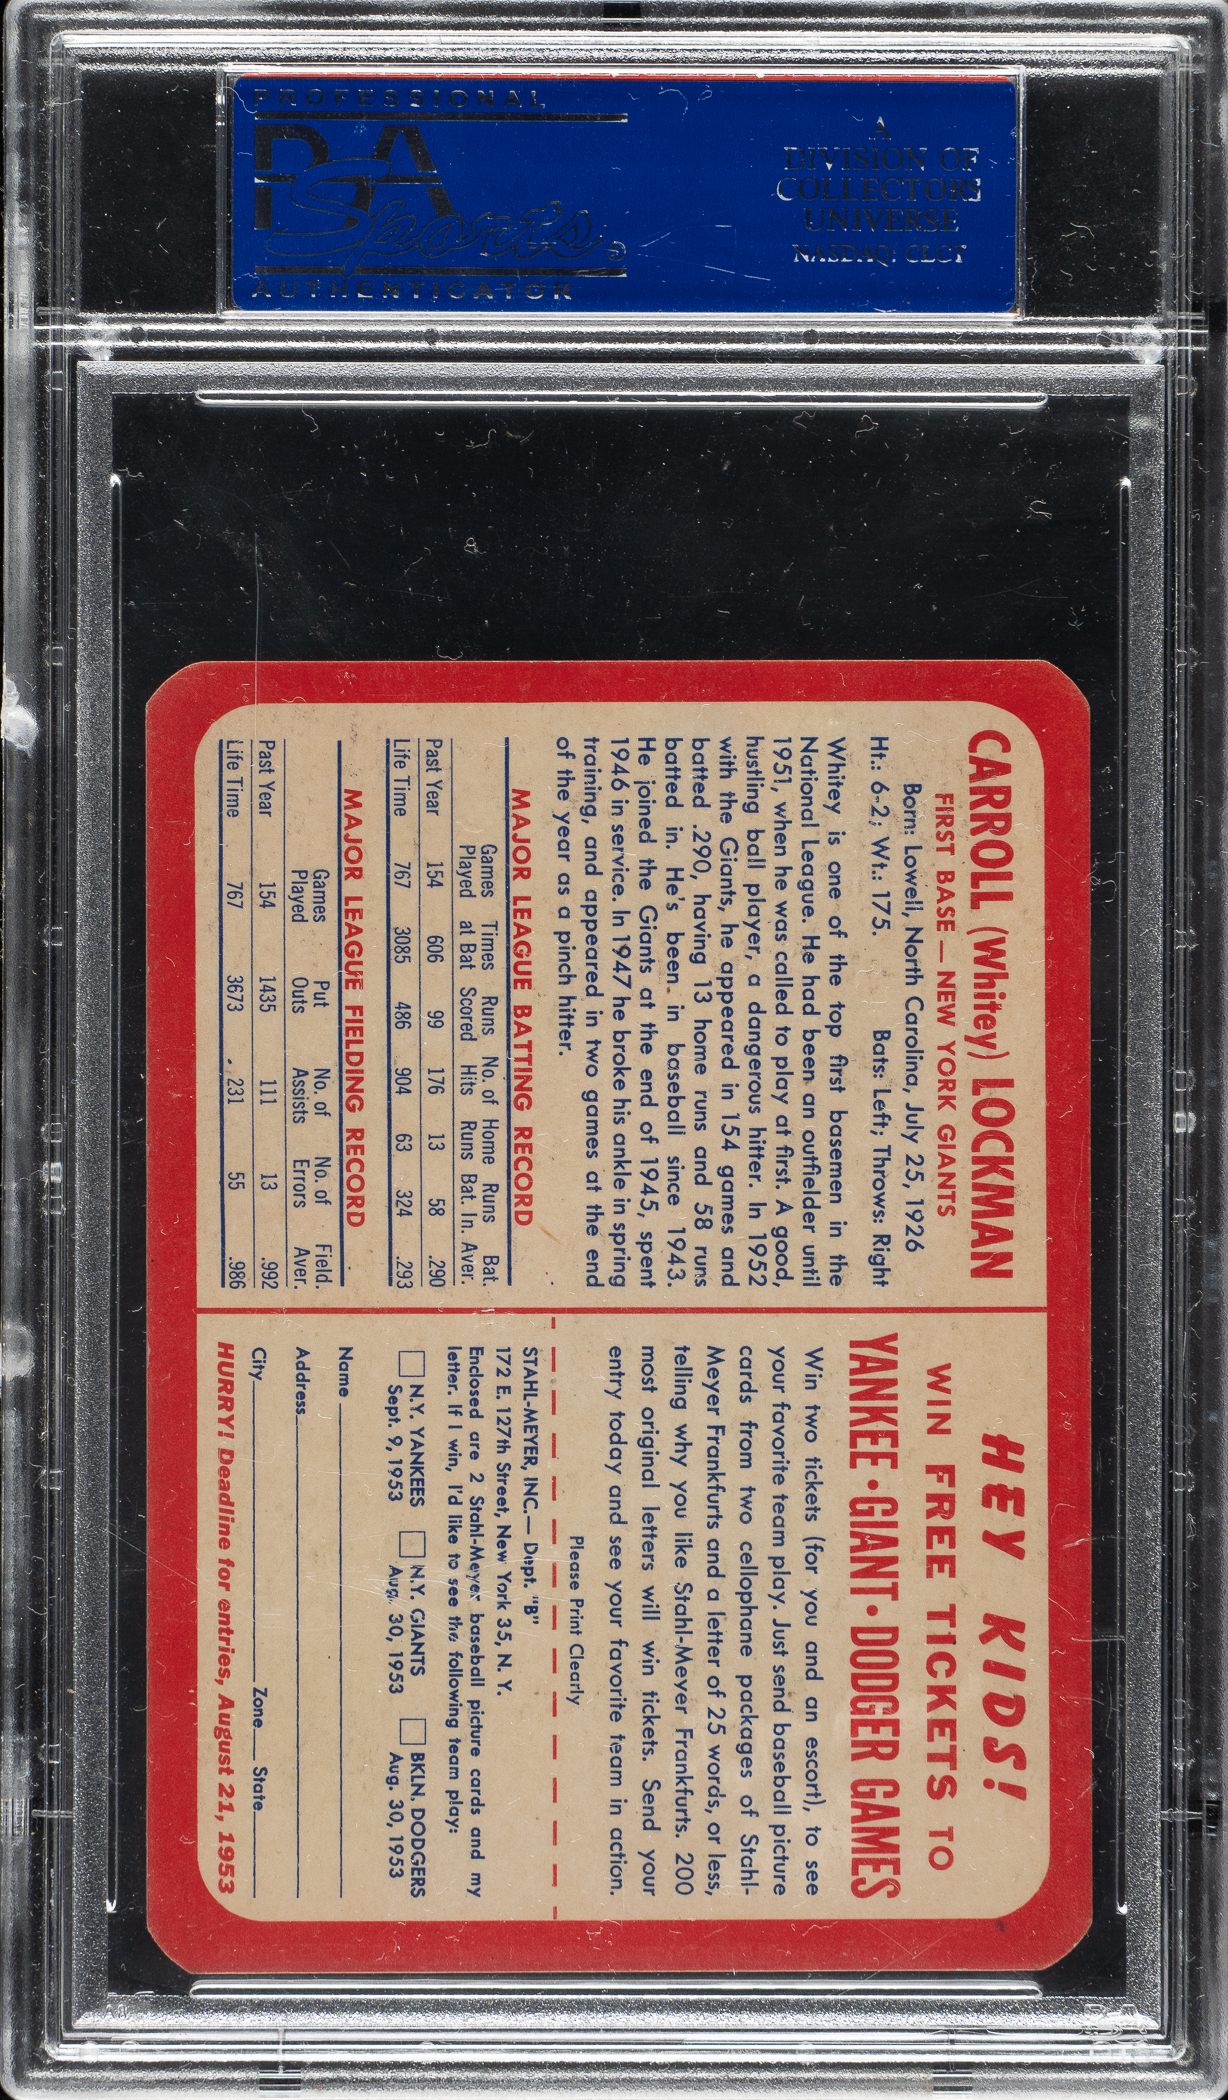 PROFESSIONAL
PSA
Sports®
AUTHENTICATOR
A
DIVISION OF
COLLECTORS
UNIVERSE
NASDAQ: CLCT
CARROLL (Whitey) LOCKMAN
FIRST BASE — NEW YORK GIANTS
Born: Lowell, North Carolina, July 25, 1926
Ht.: 6-2; Wt.: 175. Bats: Left; Throws: Right
Whitey is one of the top first basemen in the
National League. He had been an outfielder until
1951, when he was called to play at first. A good,
hustling ball player, a dangerous hitter. In 1952
with the Giants, he appeared in 154 games and
batted .290, having 13 home runs and 58 runs
batted in. He's been in baseball since 1943.
He joined the Giants at the end of 1945, spent
1946 in service. In 1947 he broke his ankle in spring
training, and appeared in two games at the end
of the year as a pinch hitter.
MAJOR LEAGUE BATTING RECORD
Games Times Runs No. of Home Runs Bat.
Played at Bat Scored Hits Runs Bat. In. Aver.
Past Year 154 606 99 176 13 58 .290
Life Time 767 3085 486 904 63 324 .293
MAJOR LEAGUE FIELDING RECORD
Games Put No. of No. of Field.
Played Outs Assists Errors Aver.
Past Year 154 1435 111 13 .992
Life Time 767 3673 231 55 .986
HEY KIDS!
WIN FREE TICKETS TO
YANKEE • GIANT • DODGER GAMES
Win two tickets (for you and an escort), to see
your favorite team play. Just send baseball picture
cards from two cellophane packages of Stahl-
Meyer Frankfurts and a letter of 25 words, or less,
telling why you like Stahl-Meyer Frankfurts. 200
most original letters will win tickets. Send your
entry today and see your favorite team in action.
Please Print Clearly
STAHL-MEYER, INC.— Dept. "B"
172 E. 127th Street, New York 35, N. Y.
Enclosed are 2 Stahl-Meyer baseball picture cards and my
letter. If I win, I'd like to see the following team play:
N.Y. YANKEES N.Y. GIANTS BKLN. DODGERS
Sept. 9, 1953 Aug. 30, 1953 Aug. 30, 1953
Name
Address
City Zone State
HURRY! Deadline for entries, August 21, 1953